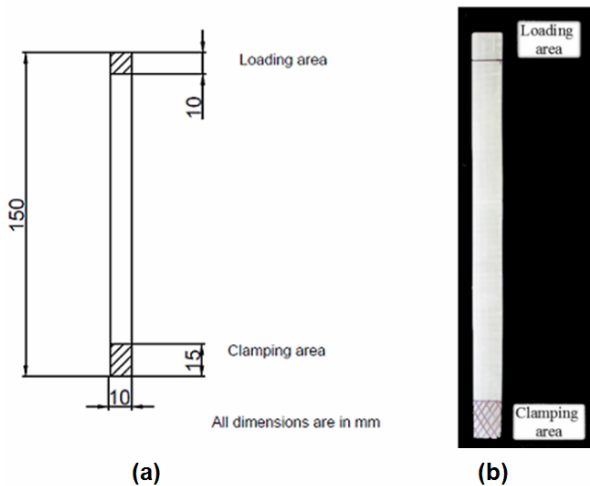 Loading area
10
150
Clamping area
15
10
All dimensions are in mm
(a)
Loading
area
Clamping
area
(b)